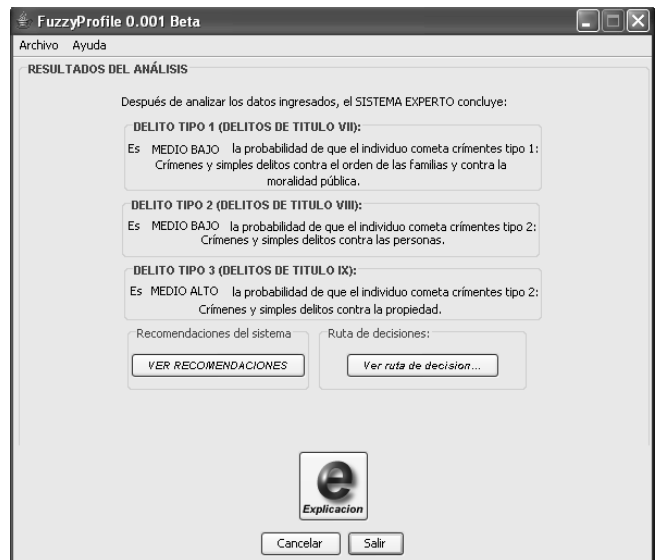 FuzzyProfile 0.001 Beta
Archivo Ayuda
RESULTADOS DEL ANÁLISIS
Después de analizar los datos ingresados, el SISTEMA EXPERTO concluye:
DELITO TIPO 1 (DELITOS DE TITULO VII):
Es MEDIO BAJO la probabilidad de que el individuo cometa crímentes tipo 1:
Crímenes y simples delitos contra el orden de las familias y contra la
moralidad pública.
DELITO TIPO 2 (DELITOS DE TITULO VIII):
Es MEDIO BAJO la probabilidad de que el individuo cometa crímentes tipo 2:
Crímenes y simples delitos contra las personas.
DELITO TIPO 3 (DELITOS DE TITULO IX):
Es MEDIO ALTO la probabilidad de que el individuo cometa crímentes tipo 2:
Crímenes y simples delitos contra la propiedad.
Recomendaciones del sistema Ruta de decisiones:
VER RECOMENDACIONES Ver ruta de decision...
e
Explicacion
Cancelar Salir